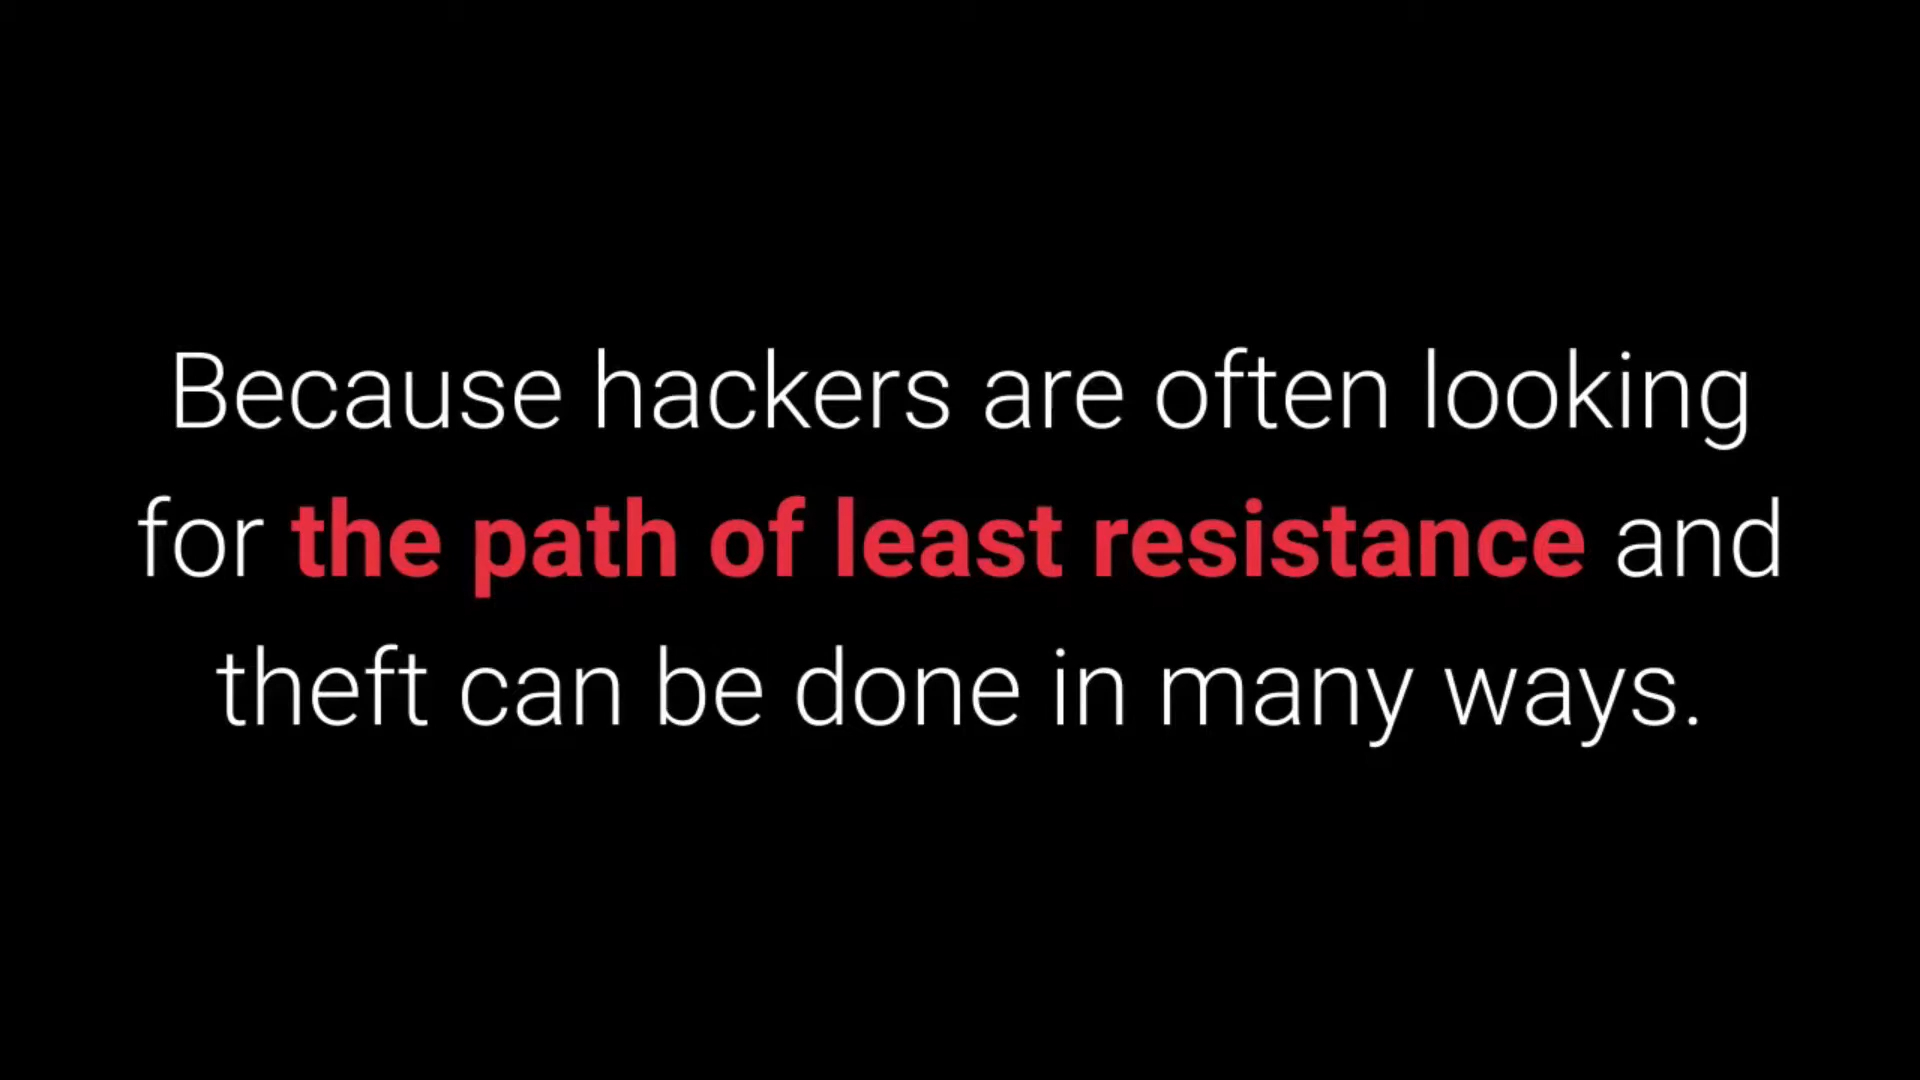 Because hackers are often looking
for the path of least resistance and
theft can be done in many ways.